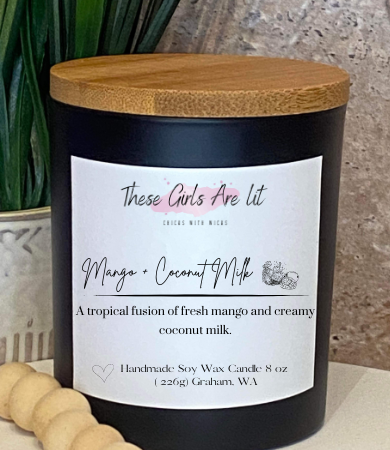 These Girls Are Lit
CHICKS WITH WICKS
Mango + Coconut Milk
A tropical fusion of fresh mango and creamy
coconut milk.
Handmade Soy Wax Candle 8 oz
( 226g) Graham, WA